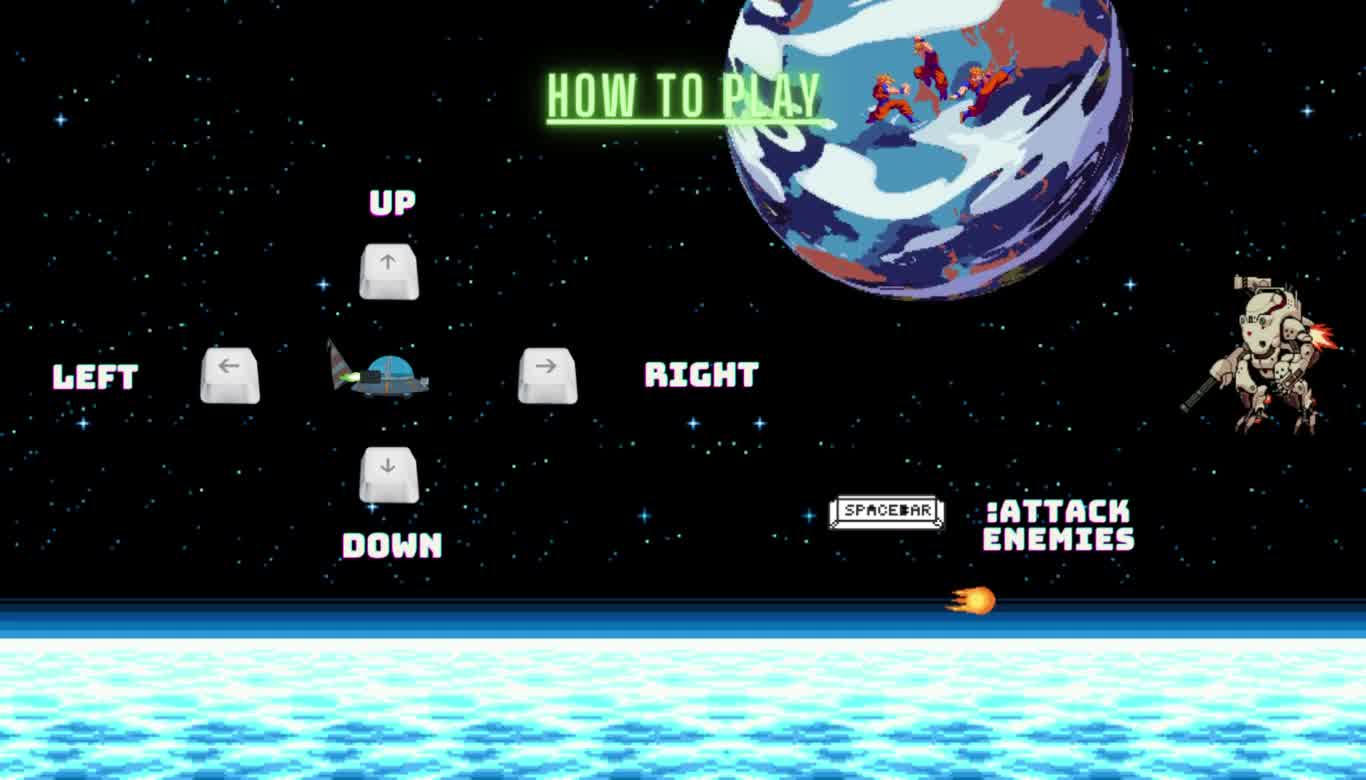 HOW TO PLAY
UP
↑
LEFT
←
→
RIGHT
↓
DOWN
SPACEBAR
:ATTACK
ENEMIES